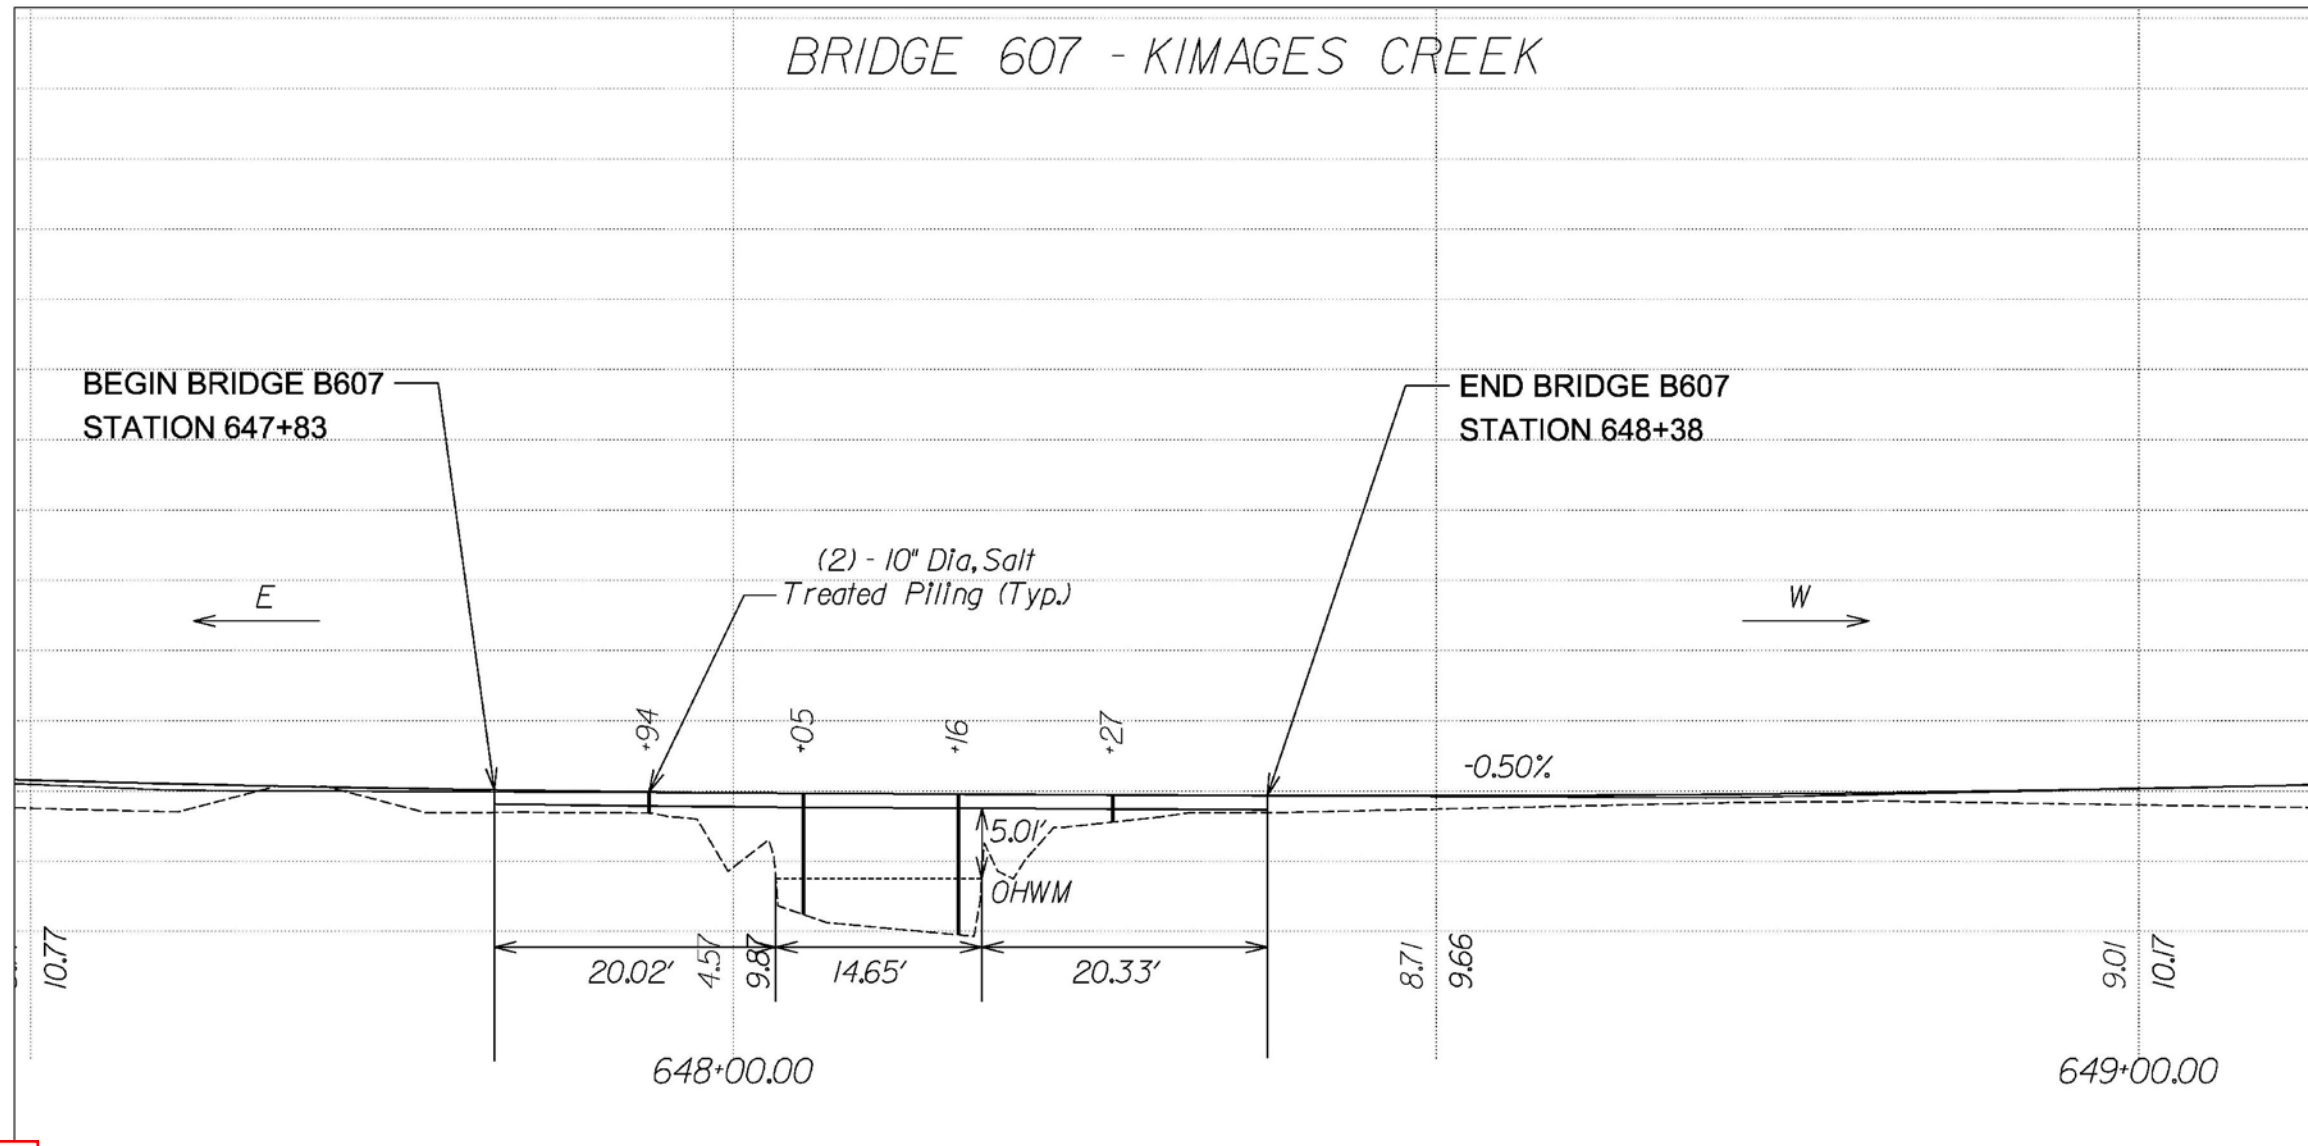 BRIDGE 607 - KIMAGES CREEK
BEGIN BRIDGE B607
STATION 647+83
END BRIDGE B607
STATION 648+38
(2) - 10" Dia, Salt
Treated Piling (Typ.)
E
W
+94
+05
+16
+27
-0.50%
5.01'
OHWM
10.77
20.02'
4.57
9.87
14.65'
20.33'
8.71
9.66
9.01
10.17
648+00.00
649+00.00